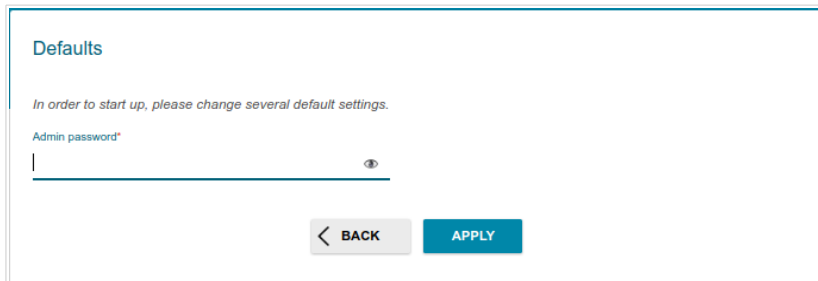 Defaults
In order to start up, please change several default settings.
Admin password*
BACK
APPLY